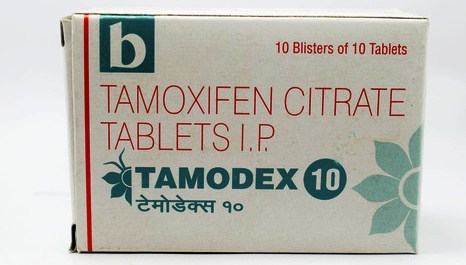 b
10 Blisters of 10 Tablets
TAMOXIFEN CITRATE
TABLETS I.P.
TAMODEX 10
टेमोडेक्स १०